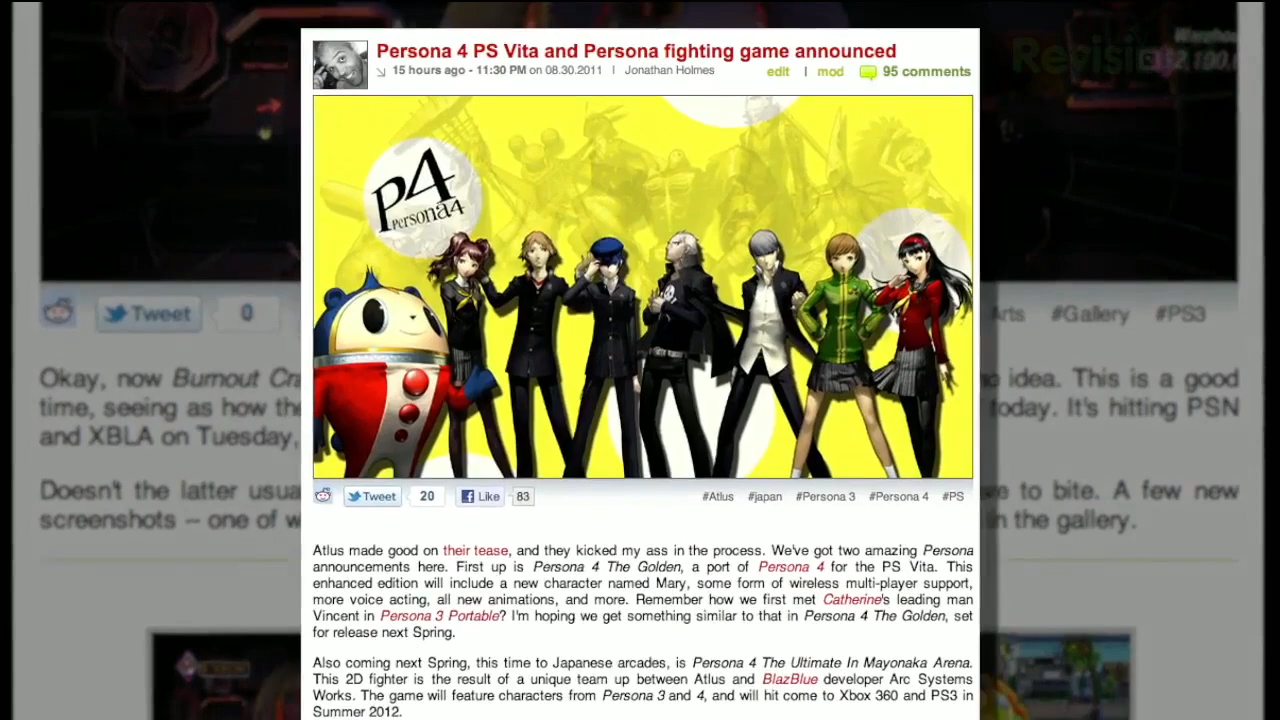 Persona 4 PS Vita and Persona fighting game announced
15 hours ago - 11:30 PM on 08.30.2011 | Jonathan Holmes
edit | mod 95 comments
P4
Persona4
Tweet 20 Like 83
#Atlus #japan #Persona 3 #Persona 4 #PS
Atlus made good on their tease, and they kicked my ass in the process. We've got two amazing Persona
announcements here. First up is Persona 4 The Golden, a port of Persona 4 for the PS Vita. This
enhanced edition will include a new character named Mary, some form of wireless multi-player support,
more voice acting, all new animations, and more. Remember how we first met Catherine's leading man
Vincent in Persona 3 Portable? I'm hoping we get something similar to that in Persona 4 The Golden, set
for release next Spring.
Also coming next Spring, this time to Japanese arcades, is Persona 4 The Ultimate In Mayonaka Arena.
This 2D fighter is the result of a unique team up between Atlus and BlazBlue developer Arc Systems
Works. The game will feature characters from Persona 3 and 4, and will hit come to Xbox 360 and PS3 in
Summer 2012.
Tweet 0
Arts #Gallery #PS3
Okay, now Burnout Cra
idea. This is a good
time, seeing as how the
today. It's hitting PSN
and XBLA on Tuesday,
Doesn't the latter usua
to bite. A few new
screenshots – one of w
in the gallery.